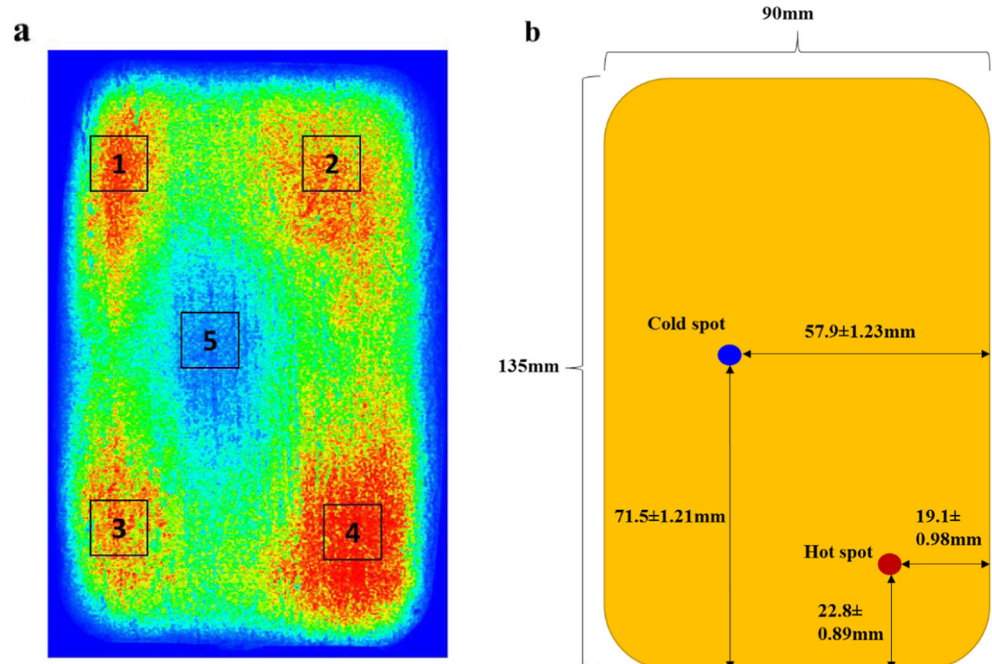 a
1
2
5
3
4
b
90mm
135mm
Cold spot
57.9±1.23mm
71.5±1.21mm
19.1±
0.98mm
Hot spot
22.8±
0.89mm